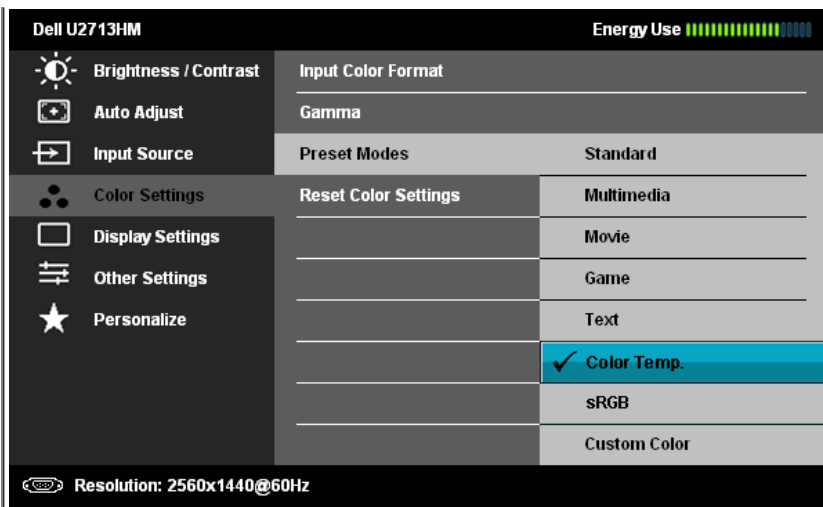 Dell U2713HM
Energy Use
Brightness / Contrast
Input Color Format
Auto Adjust
Gamma
Input Source
Preset Modes
Standard
Color Settings
Reset Color Settings
Multimedia
Display Settings
Movie
Other Settings
Game
Personalize
Text
Color Temp.
sRGB
Custom Color
Resolution: 2560x1440@60Hz